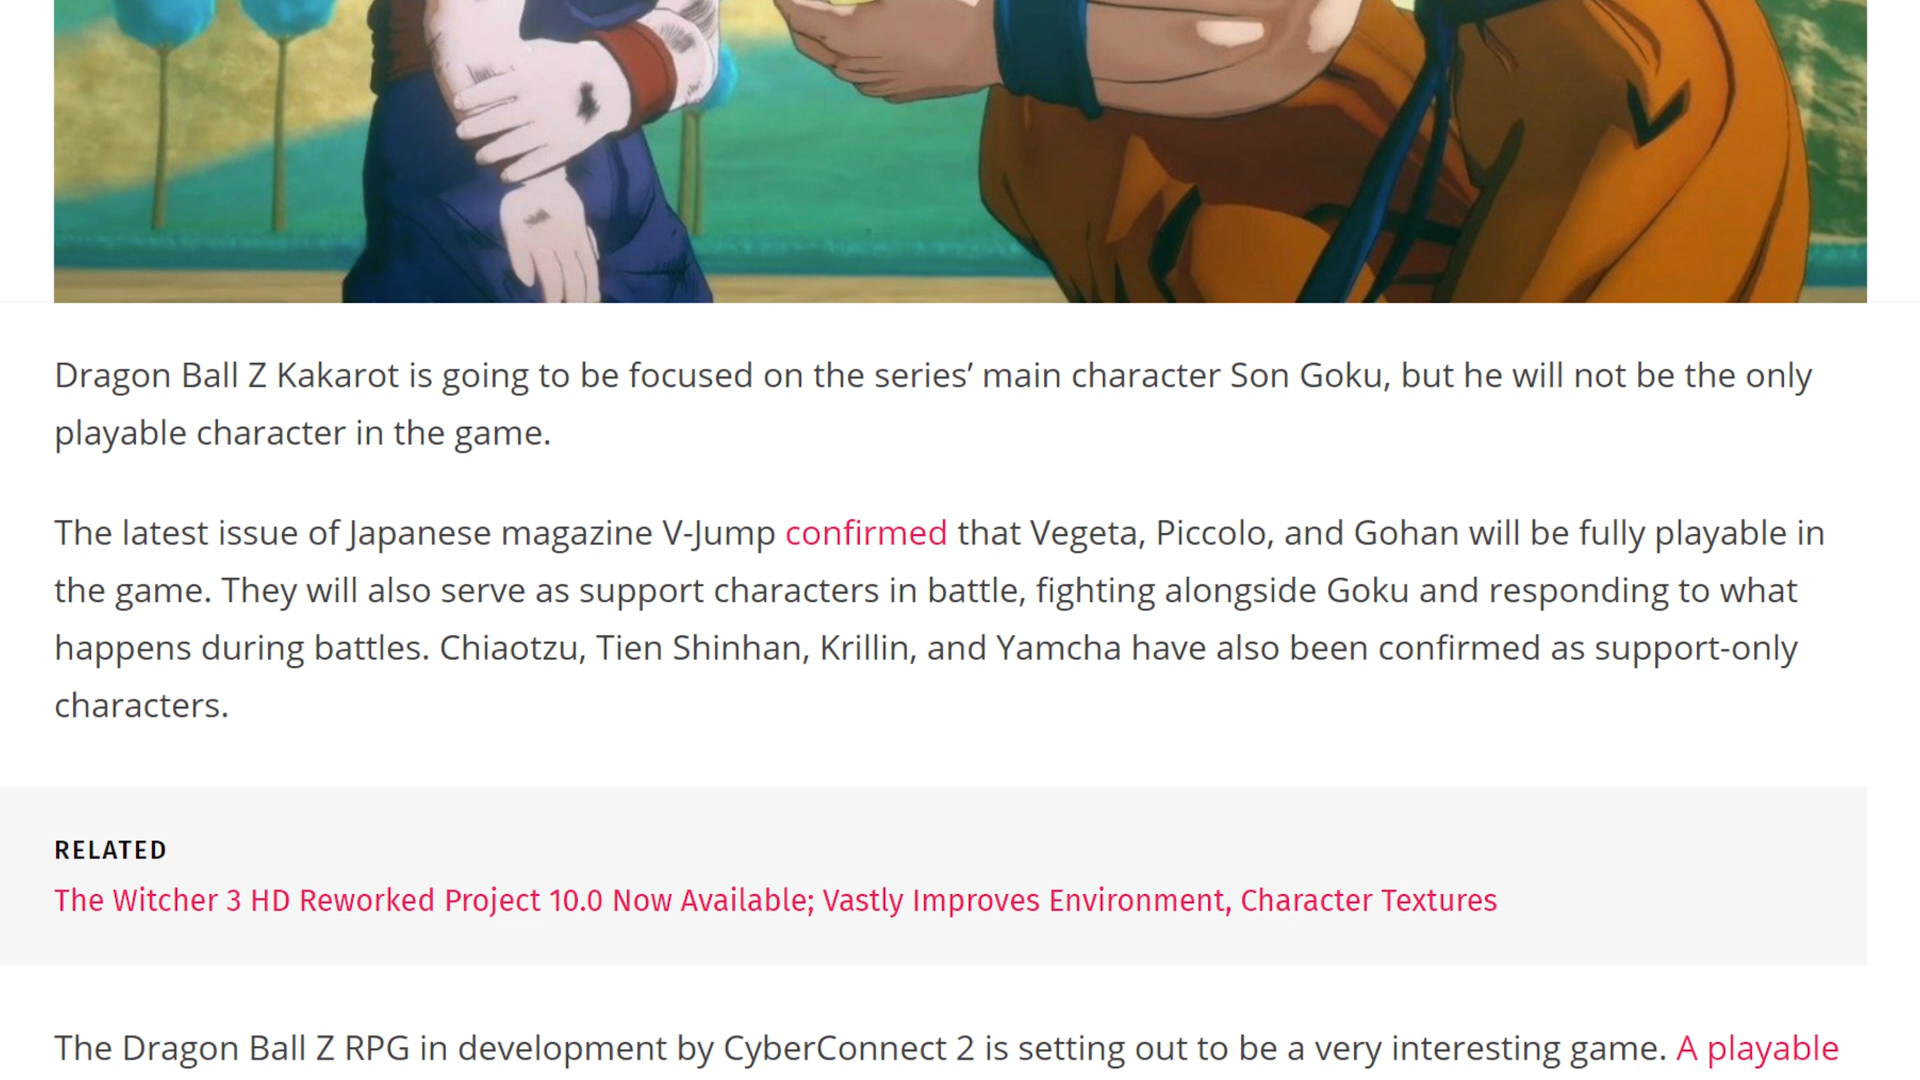 Dragon Ball Z Kakarot is going to be focused on the series’ main character Son Goku, but he will not be the only
playable character in the game.
The latest issue of Japanese magazine V-Jump confirmed that Vegeta, Piccolo, and Gohan will be fully playable in
the game. They will also serve as support characters in battle, fighting alongside Goku and responding to what
happens during battles. Chiaotzu, Tien Shinhan, Krillin, and Yamcha have also been confirmed as support-only
characters.
RELATED
The Witcher 3 HD Reworked Project 10.0 Now Available; Vastly Improves Environment, Character Textures
The Dragon Ball Z RPG in development by CyberConnect 2 is setting out to be a very interesting game. A playable